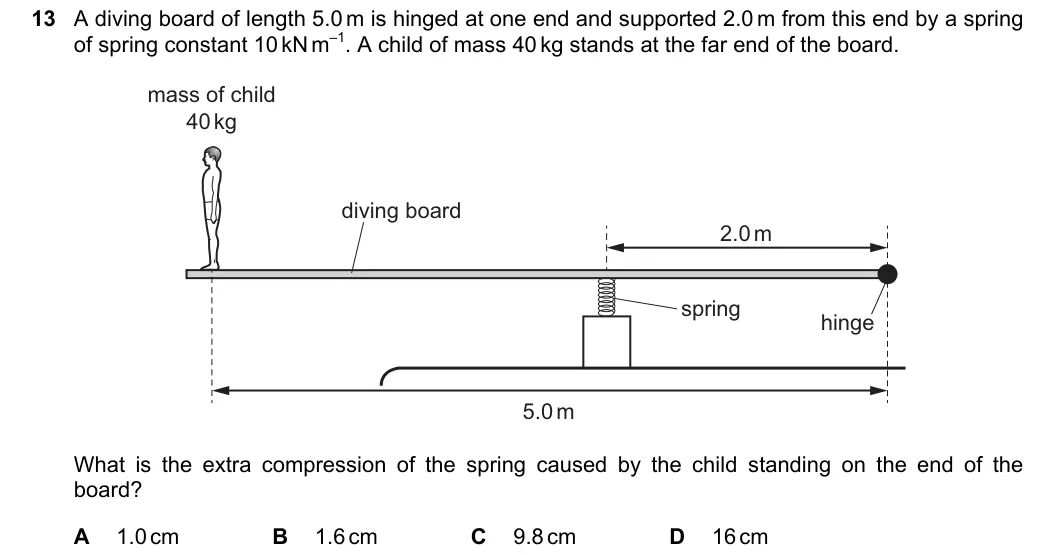 13 A diving board of length 5.0 m is hinged at one end and supported 2.0 m from this end by a spring
of spring constant 10 kN m⁻¹. A child of mass 40 kg stands at the far end of the board.
mass of child
40 kg
diving board
2.0 m
spring
hinge
5.0 m
What is the extra compression of the spring caused by the child standing on the end of the
board?
A 1.0 cm B 1.6 cm C 9.8 cm D 16 cm